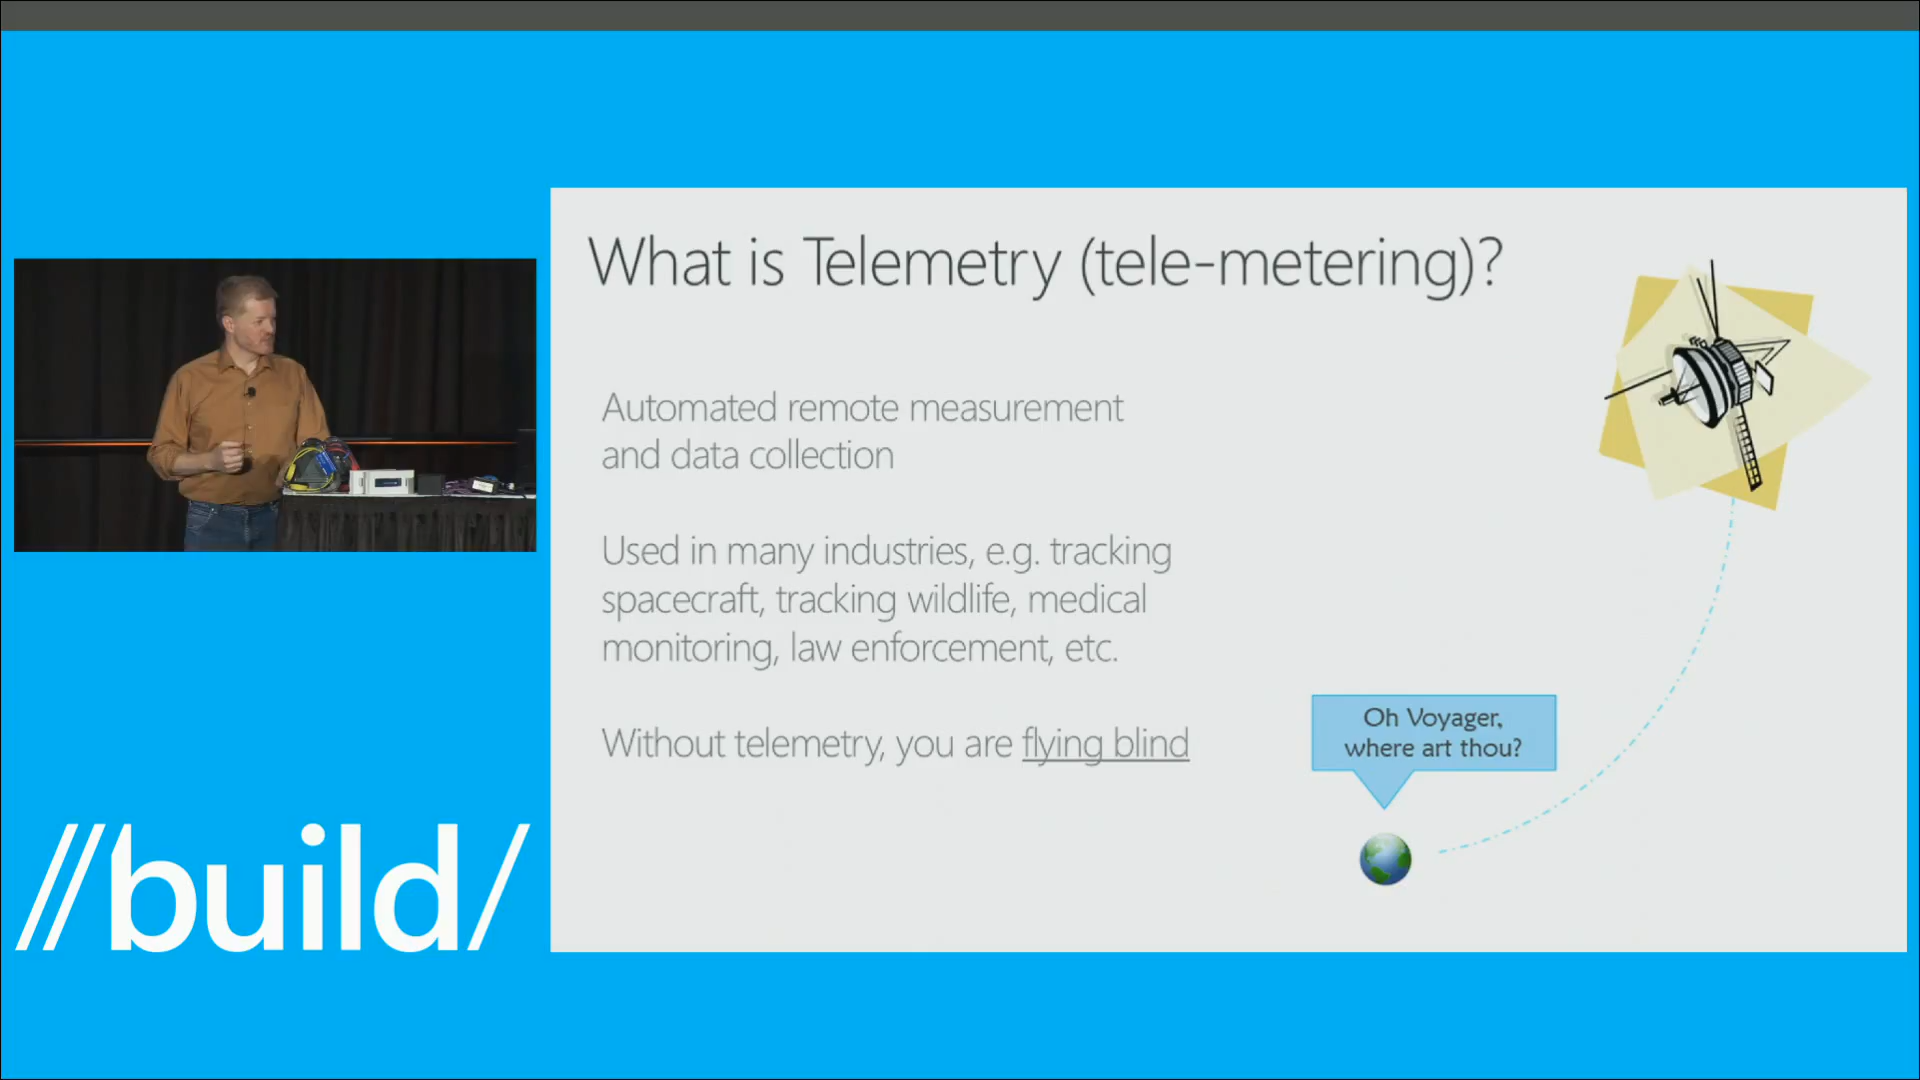 What is Telemetry (tele-metering)?
Automated remote measurement
and data collection
Used in many industries, e.g. tracking
spacecraft, tracking wildlife, medical
monitoring, law enforcement, etc.
Without telemetry, you are flying blind
Oh Voyager,
where art thou?
//build/